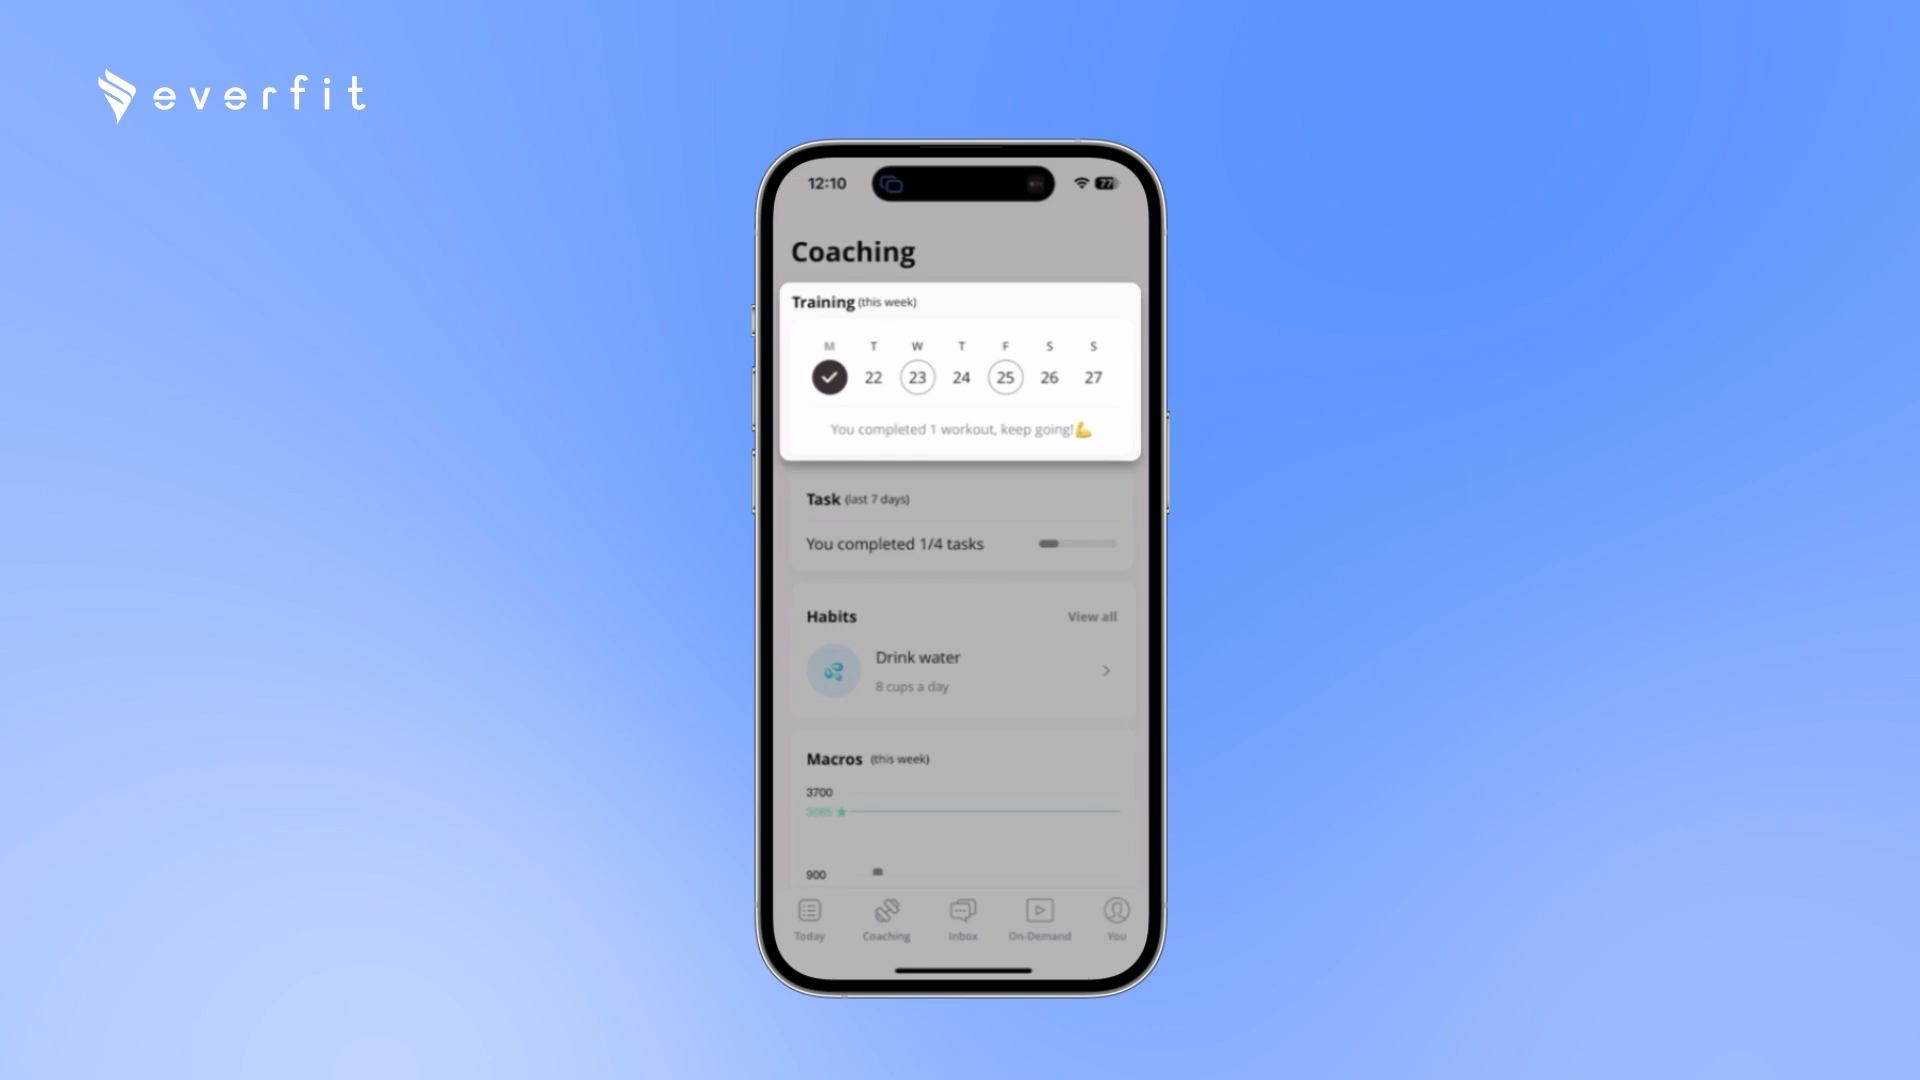 everfit
12:10
77
Coaching
Training (this week)
M T W T F S S
22 23 24 25 26 27
You completed 1 workout, keep going!💪
Task (last 7 days)
You completed 1/4 tasks
Habits View all
Drink water
8 cups a day
Macros (this week)
3700
900
Today Coaching Inbox On-Demand You